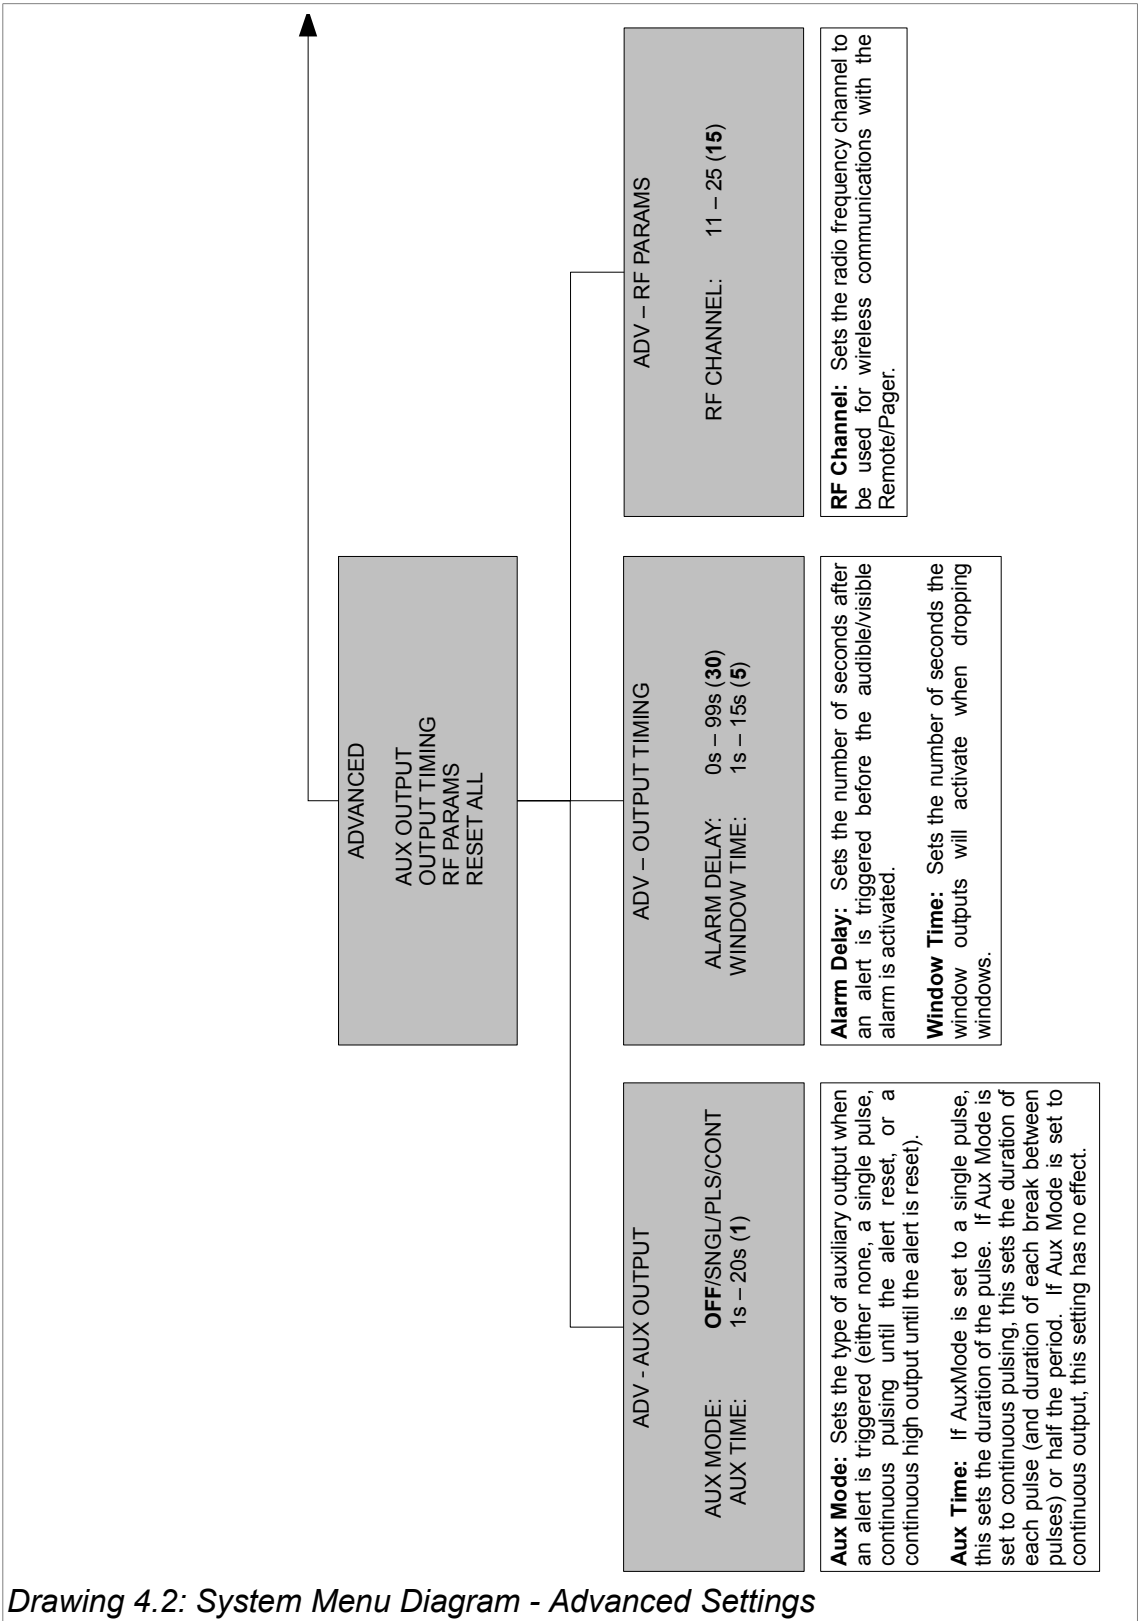 ADVANCED
AUX OUTPUT
OUTPUT TIMING
RF PARAMS
RESET ALL
ADV - AUX OUTPUT
AUX MODE: OFF/SNGL/PLS/CONT
AUX TIME: 1s – 20s (1)
Aux Mode: Sets the type of auxiliary output when
an alert is triggered (either none, a single pulse,
continuous pulsing until the alert reset, or a
continuous high output until the alert is reset).
Aux Time: If AuxMode is set to a single pulse,
this sets the duration of the pulse. If Aux Mode is
set to continuous pulsing, this sets the duration of
each pulse (and duration of each break between
pulses) or half the period. If Aux Mode is set to
continuous output, this setting has no effect.
ADV – OUTPUT TIMING
ALARM DELAY: 0s – 99s (30)
WINDOW TIME: 1s – 15s (5)
Alarm Delay: Sets the number of seconds after
an alert is triggered before the audible/visible
alarm is activated.
Window Time: Sets the number of seconds the
window outputs will activate when dropping
windows.
ADV – RF PARAMS
RF CHANNEL: 11 – 25 (15)
RF Channel: Sets the radio frequency channel to
be used for wireless communications with the
Remote/Pager.
Drawing 4.2: System Menu Diagram - Advanced Settings